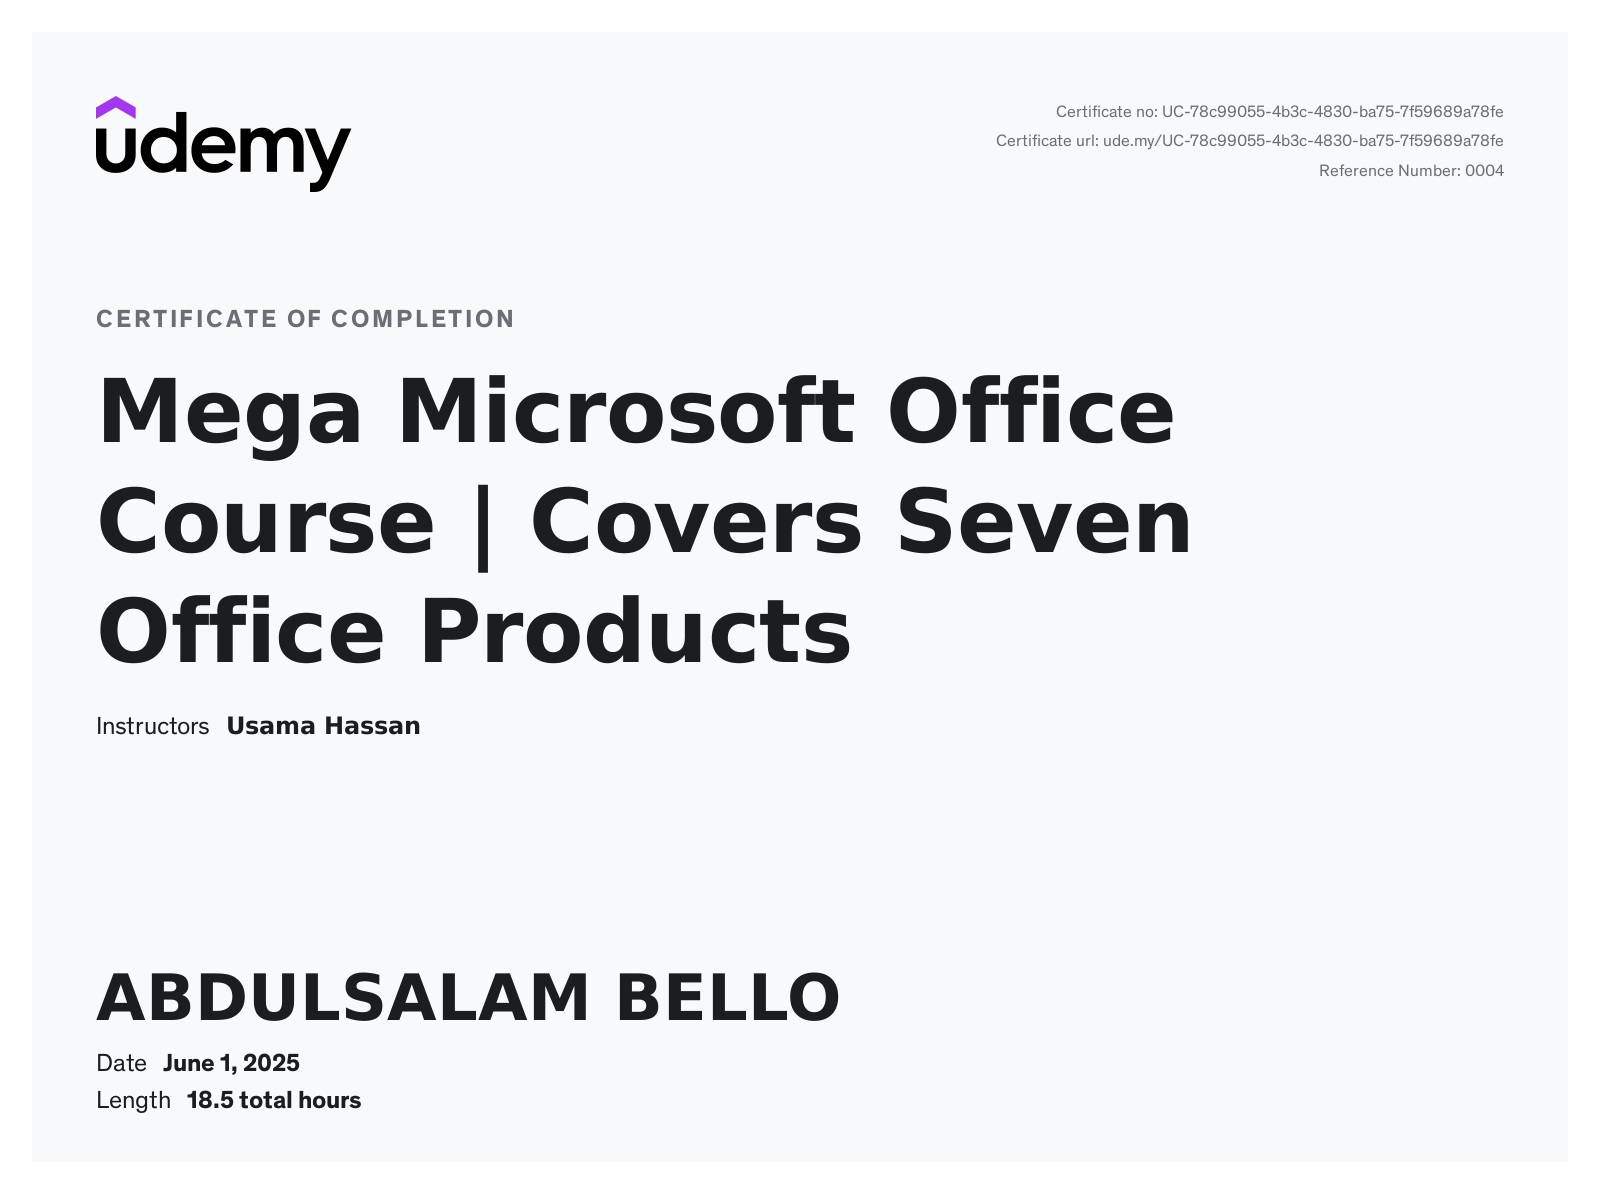 udemy
Certificate no: UC-78c99055-4b3c-4830-ba75-7f59689a78fe
Certificate url: ude.my/UC-78c99055-4b3c-4830-ba75-7f59689a78fe
Reference Number: 0004
CERTIFICATE OF COMPLETION
Mega Microsoft Office
Course | Covers Seven
Office Products
Instructors Usama Hassan
ABDULSALAM BELLO
Date June 1, 2025
Length 18.5 total hours